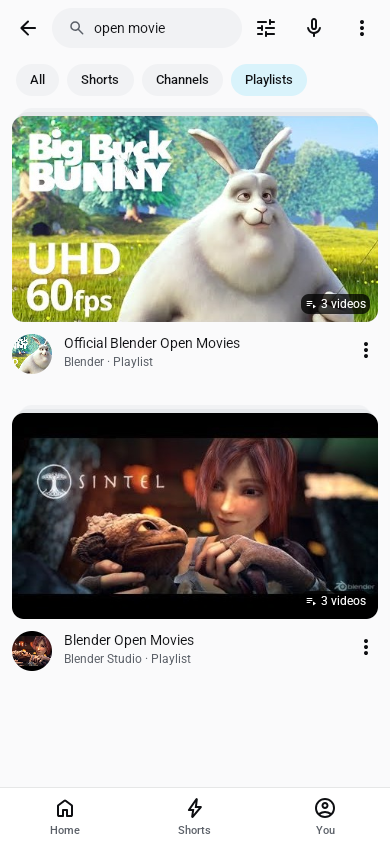 open movie
All
Shorts
Channels
Playlists
Big Buck
BUNNY
UHD
60fps
3 videos
Official Blender Open Movies
Blender · Playlist
SINTEL
blender
3 videos
Blender Open Movies
Blender Studio · Playlist
Home
Shorts
You